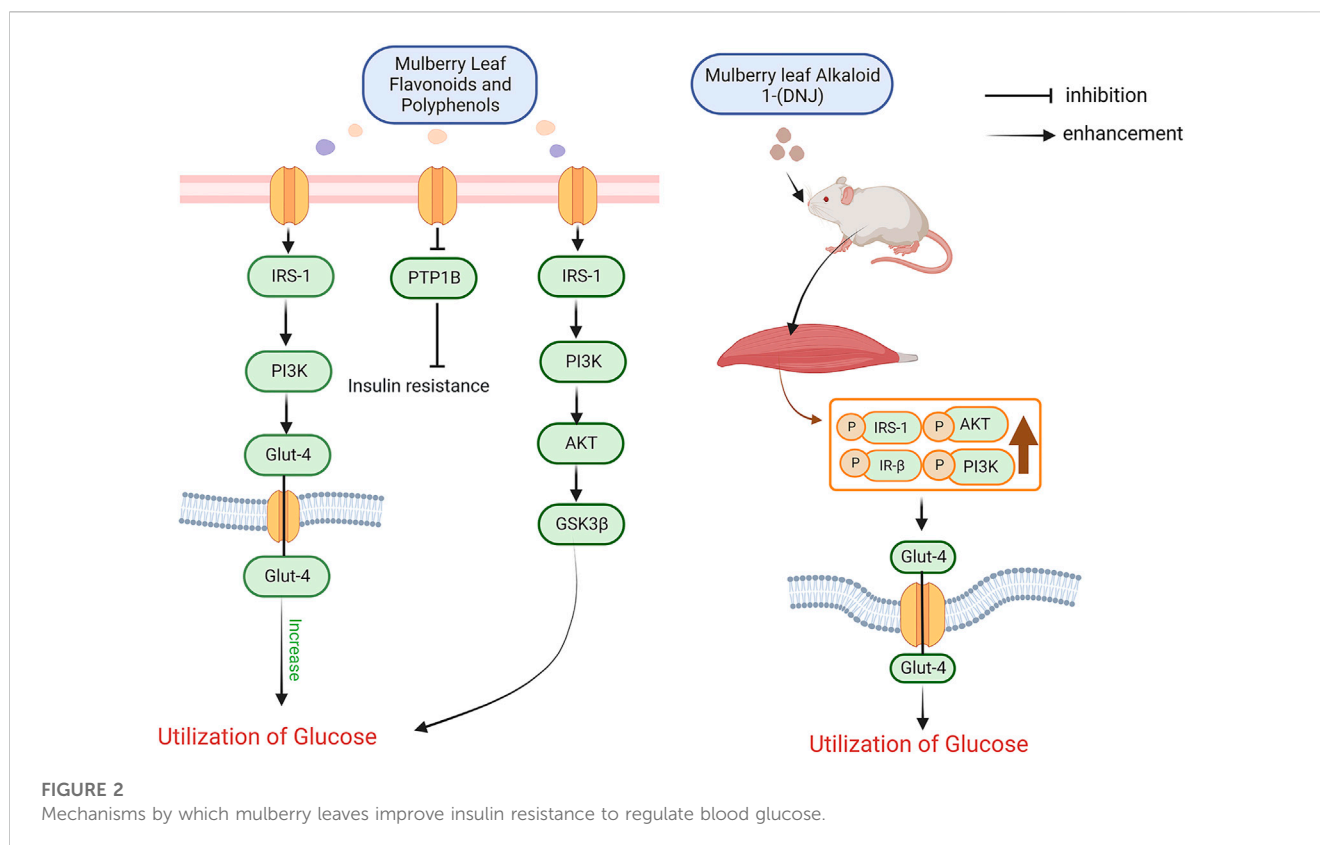 Mulberry Leaf
Flavonoids and
Polyphenols
IRS-1
PI3K
Glut-4
Glut-4
Increase
Utilization of Glucose
PTP1B
Insulin resistance
IRS-1
PI3K
AKT
GSK3β
Mulberry leaf Alkaloid
1-(DNJ)
inhibition
enhancement
P IRS-1 P AKT
P IR-β P PI3K
Glut-4
Glut-4
Utilization of Glucose
FIGURE 2
Mechanisms by which mulberry leaves improve insulin resistance to regulate blood glucose.